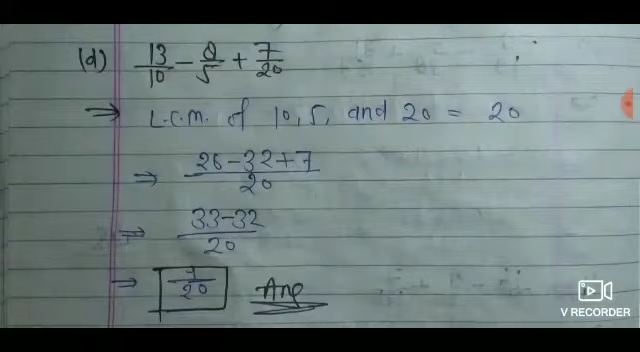 (d) 13/10 - 8/5 + 7/20
⇒ L.C.M. of 10, 5, and 20 = 20
⇒ 26-32+7/20
⇒ 33-32/20
⇒ 1/20 Ans
V RECORDER